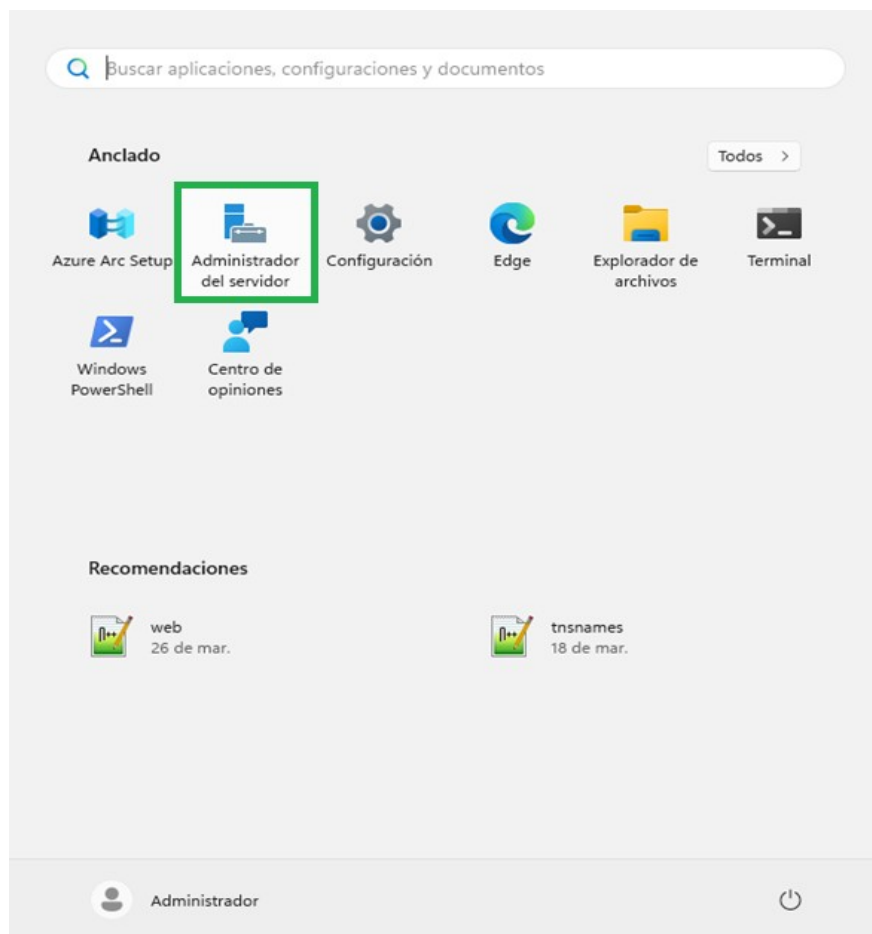 Buscar aplicaciones, configuraciones y documentos
Anclado
Todos >
Azure Arc Setup
Administrador
del servidor
Configuración
Edge
Explorador de
archivos
Terminal
Windows
PowerShell
Centro de
opiniones
Recomendaciones
web
26 de mar.
tnsnames
18 de mar.
Administrador